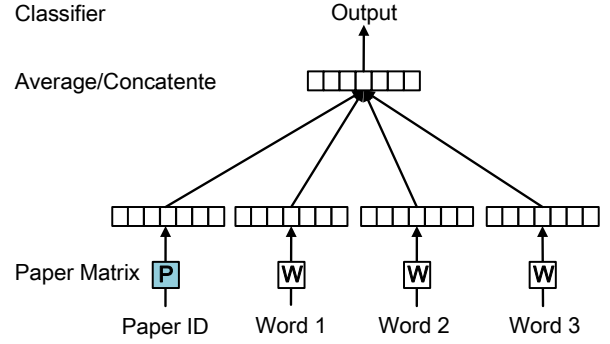 Classifier Output
Average/Concatente
Paper Matrix P W W W
Paper ID Word 1 Word 2 Word 3